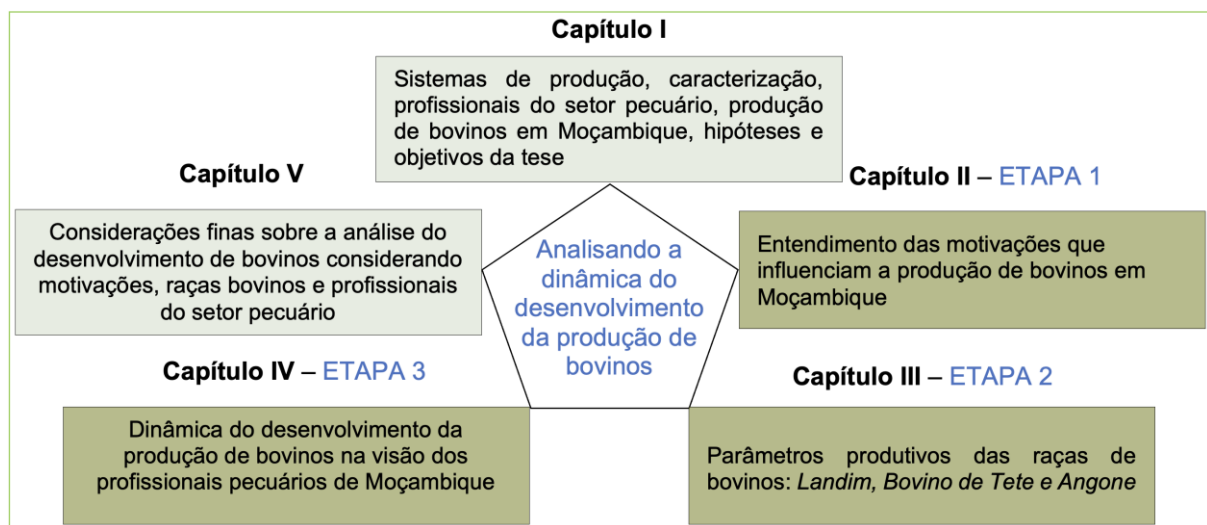 Capítulo I
Sistemas de produção, caracterização,
profissionais do setor pecuário, produção
de bovinos em Moçambique, hipóteses e
objetivos da tese
Capítulo II – ETAPA 1
Entendimento das motivações que
influenciam a produção de bovinos em
Moçambique
Capítulo III – ETAPA 2
Parâmetros produtivos das raças de
bovinos: Landim, Bovino de Tete e Angone
Capítulo IV – ETAPA 3
Dinâmica do desenvolvimento da
produção de bovinos na visão dos
profissionais pecuários de Moçambique
Capítulo V
Considerações finas sobre a análise do
desenvolvimento de bovinos considerando
motivações, raças bovinos e profissionais
do setor pecuário
Analisando a
dinâmica do
desenvolvimento
da produção de
bovinos